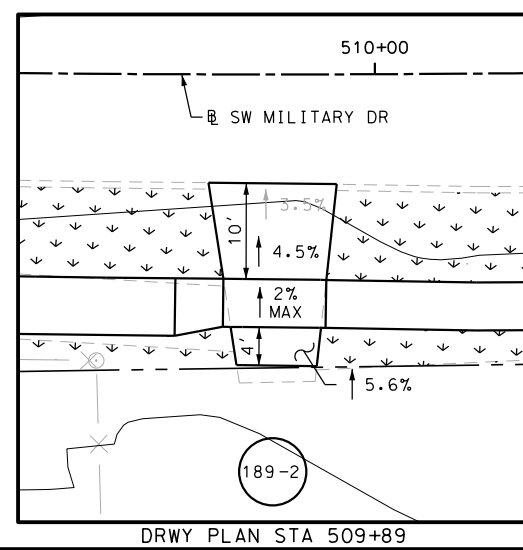 510+00
℄ SW MILITARY DR
3.5%
10'
4.5%
2%
MAX
4'
5.6%
189-2
DRWY PLAN STA 509+89